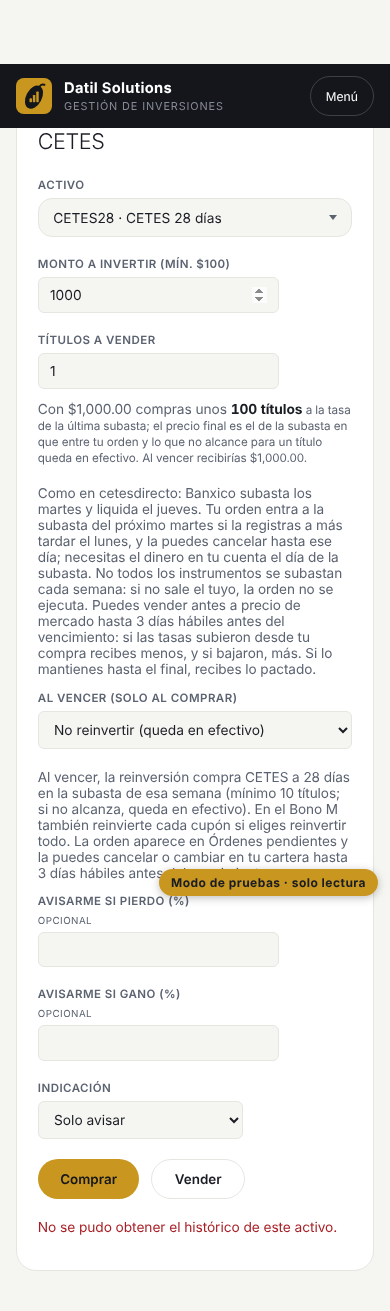 Datil Solutions
GESTIÓN DE INVERSIONES
Menú
CETES
ACTIVO
CETES28 · CETES 28 días
MONTO A INVERTIR (MÍN. $100)
1000
TÍTULOS A VENDER
1
Con $1,000.00 compras unos 100 títulos a la tasa
de la última subasta; el precio final es el de la subasta en
que entre tu orden y lo que no alcance para un título
queda en efectivo. Al vencer recibirías $1,000.00.
Como en cetesdirecto: Banxico subasta los
martes y liquida el jueves. Tu orden entra a la
subasta del próximo martes si la registras a más
tardar el lunes, y la puedes cancelar hasta ese
día; necesitas el dinero en tu cuenta el día de la
subasta. No todos los instrumentos se subastan
cada semana: si no sale el tuyo, la orden no se
ejecuta. Puedes vender antes a precio de
mercado hasta 3 días hábiles antes del
vencimiento: si las tasas subieron desde tu
compra recibes menos, y si bajaron, más. Si lo
mantienes hasta el final, recibes lo pactado.
AL VENCER (SOLO AL COMPRAR)
No reinvertir (queda en efectivo)
Al vencer, la reinversión compra CETES a 28 días
en la subasta de esa semana (mínimo 10 títulos;
si no alcanza, queda en efectivo). En el Bono M
también reinvierte cada cupón si eliges reinvertir
todo. La orden aparece en Órdenes pendientes y
la puedes cancelar o cambiar en tu cartera hasta
3 días hábiles antes
Modo de pruebas · solo lectura
AVISARME SI PIERDO (%)
OPCIONAL
AVISARME SI GANO (%)
OPCIONAL
INDICACIÓN
Solo avisar
Comprar
Vender
No se pudo obtener el histórico de este activo.